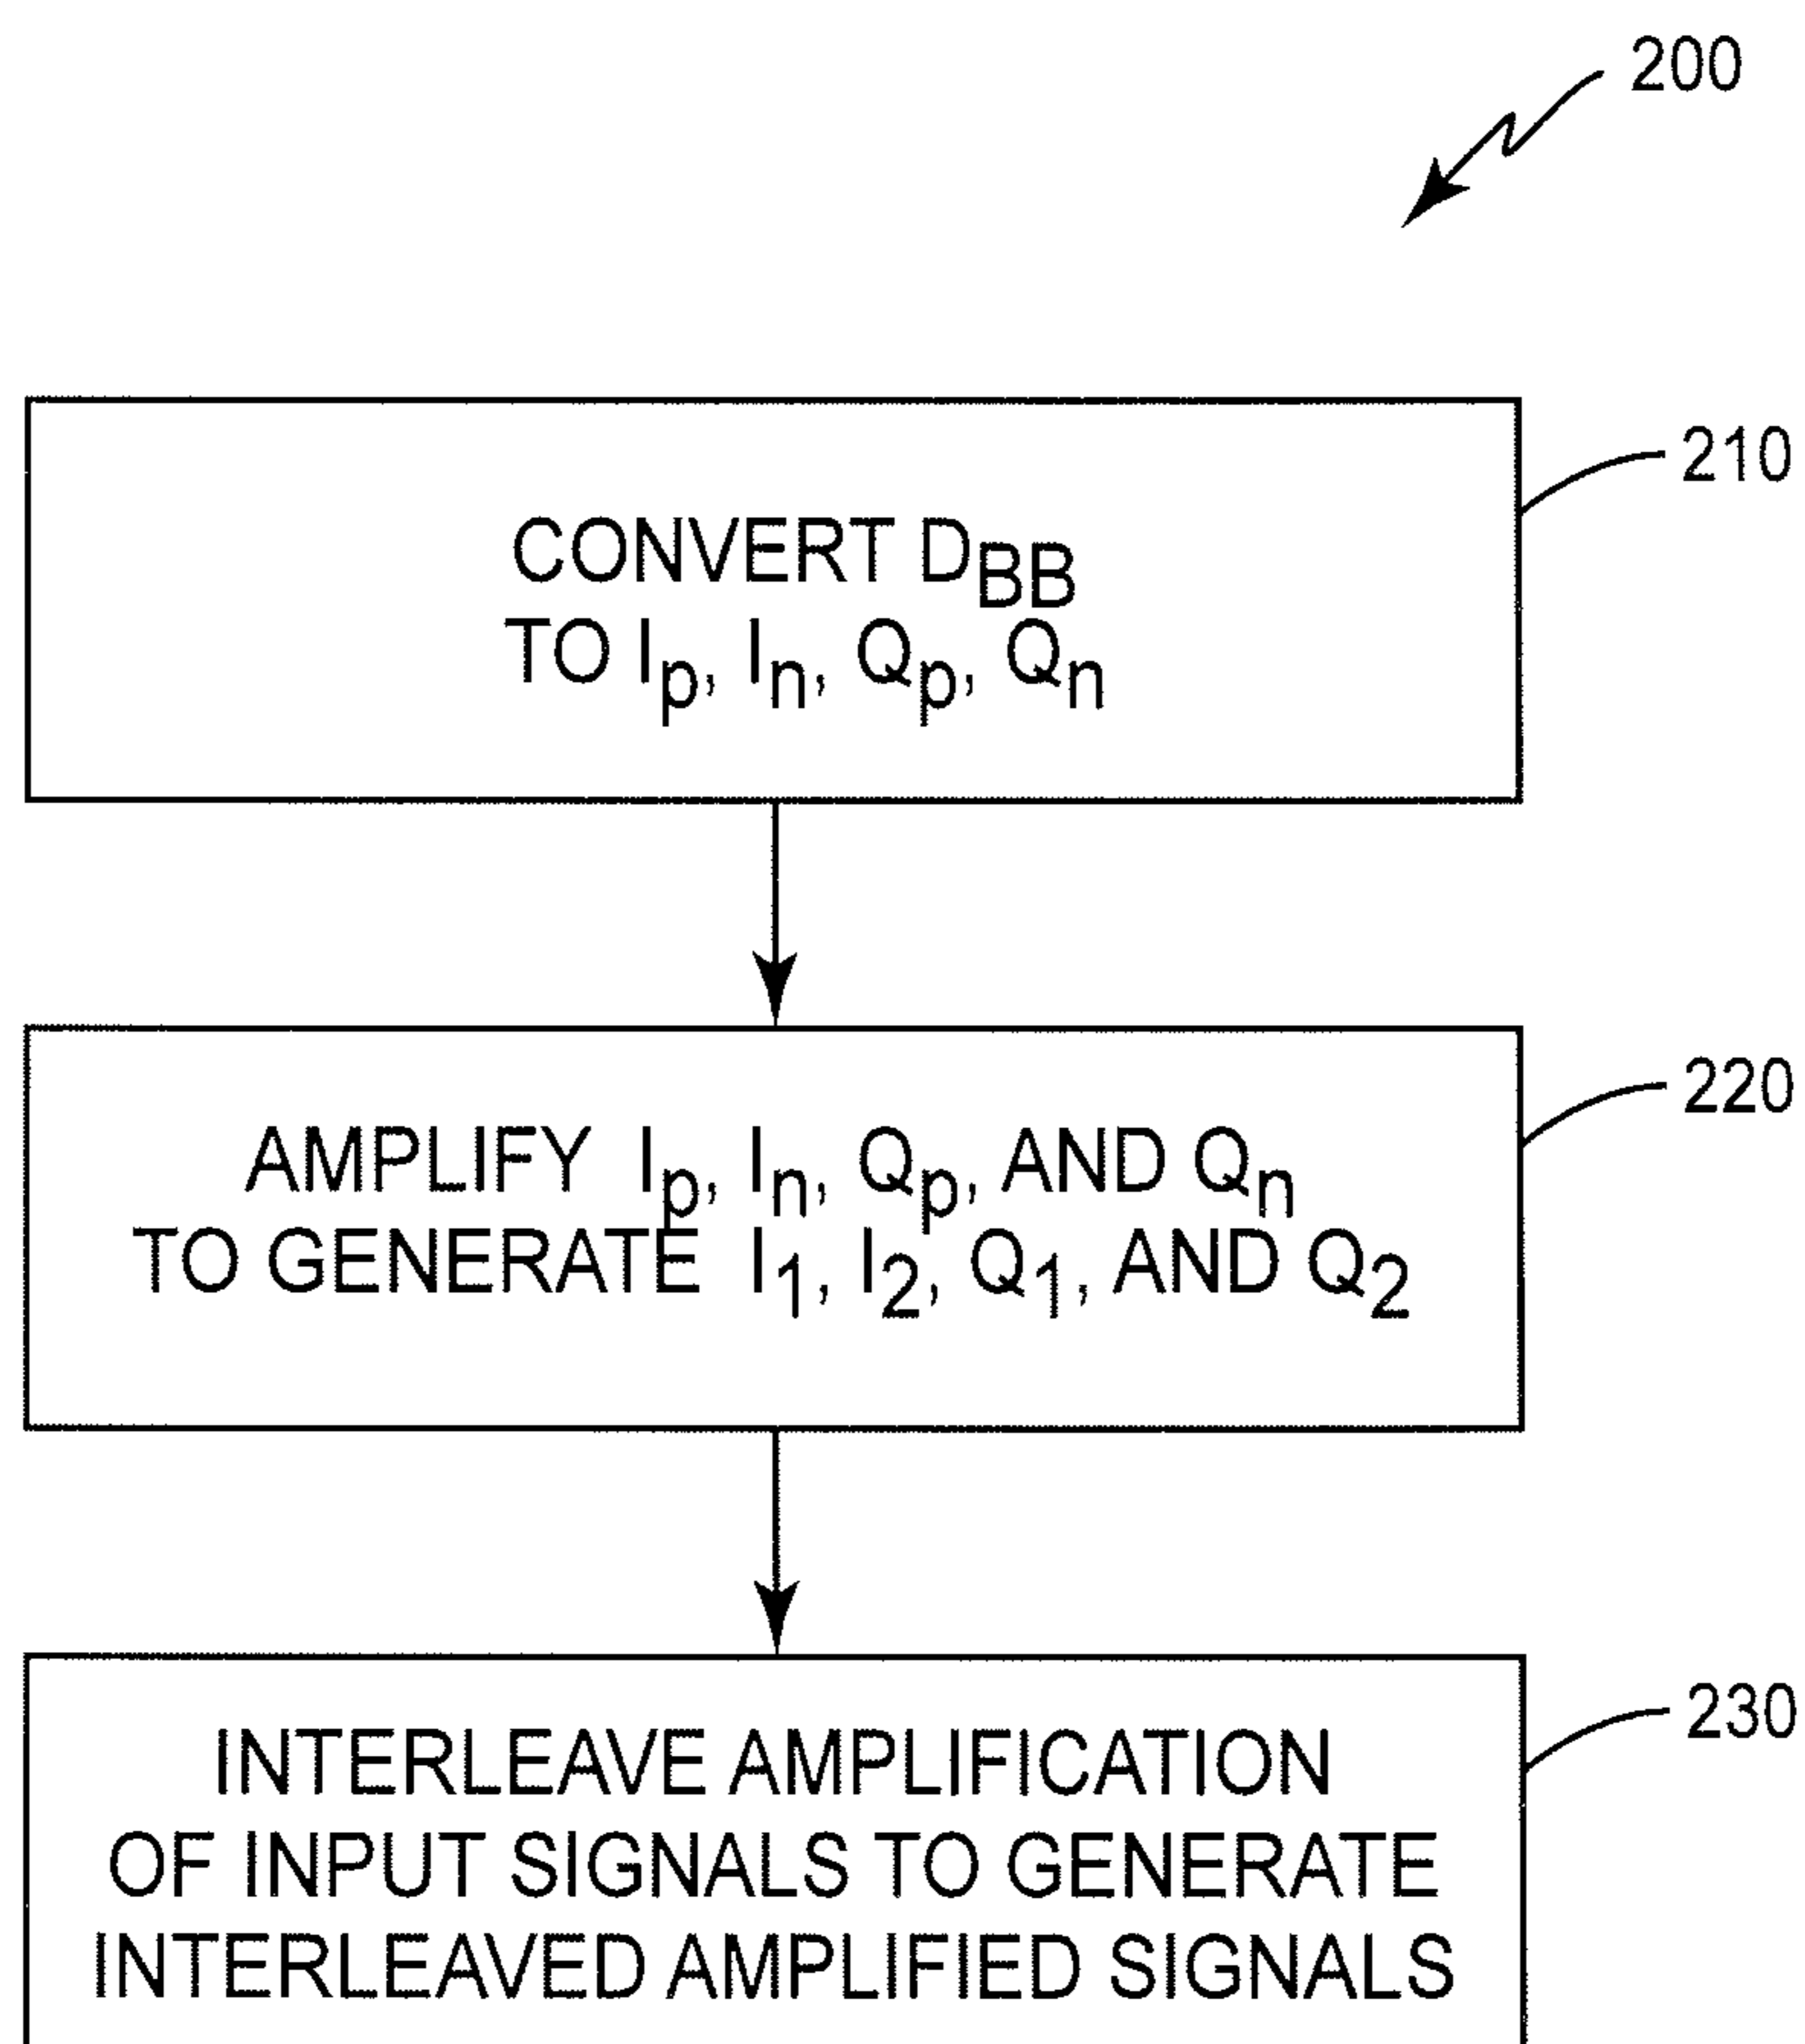 200
210
CONVERT DBB
TO Ip, In, Qp, Qn
220
AMPLIFY Ip, In, Qp, AND Qn
TO GENERATE I1, I2, Q1, AND Q2
230
INTERLEAVE AMPLIFICATION
OF INPUT SIGNALS TO GENERATE
INTERLEAVED AMPLIFIED SIGNALS